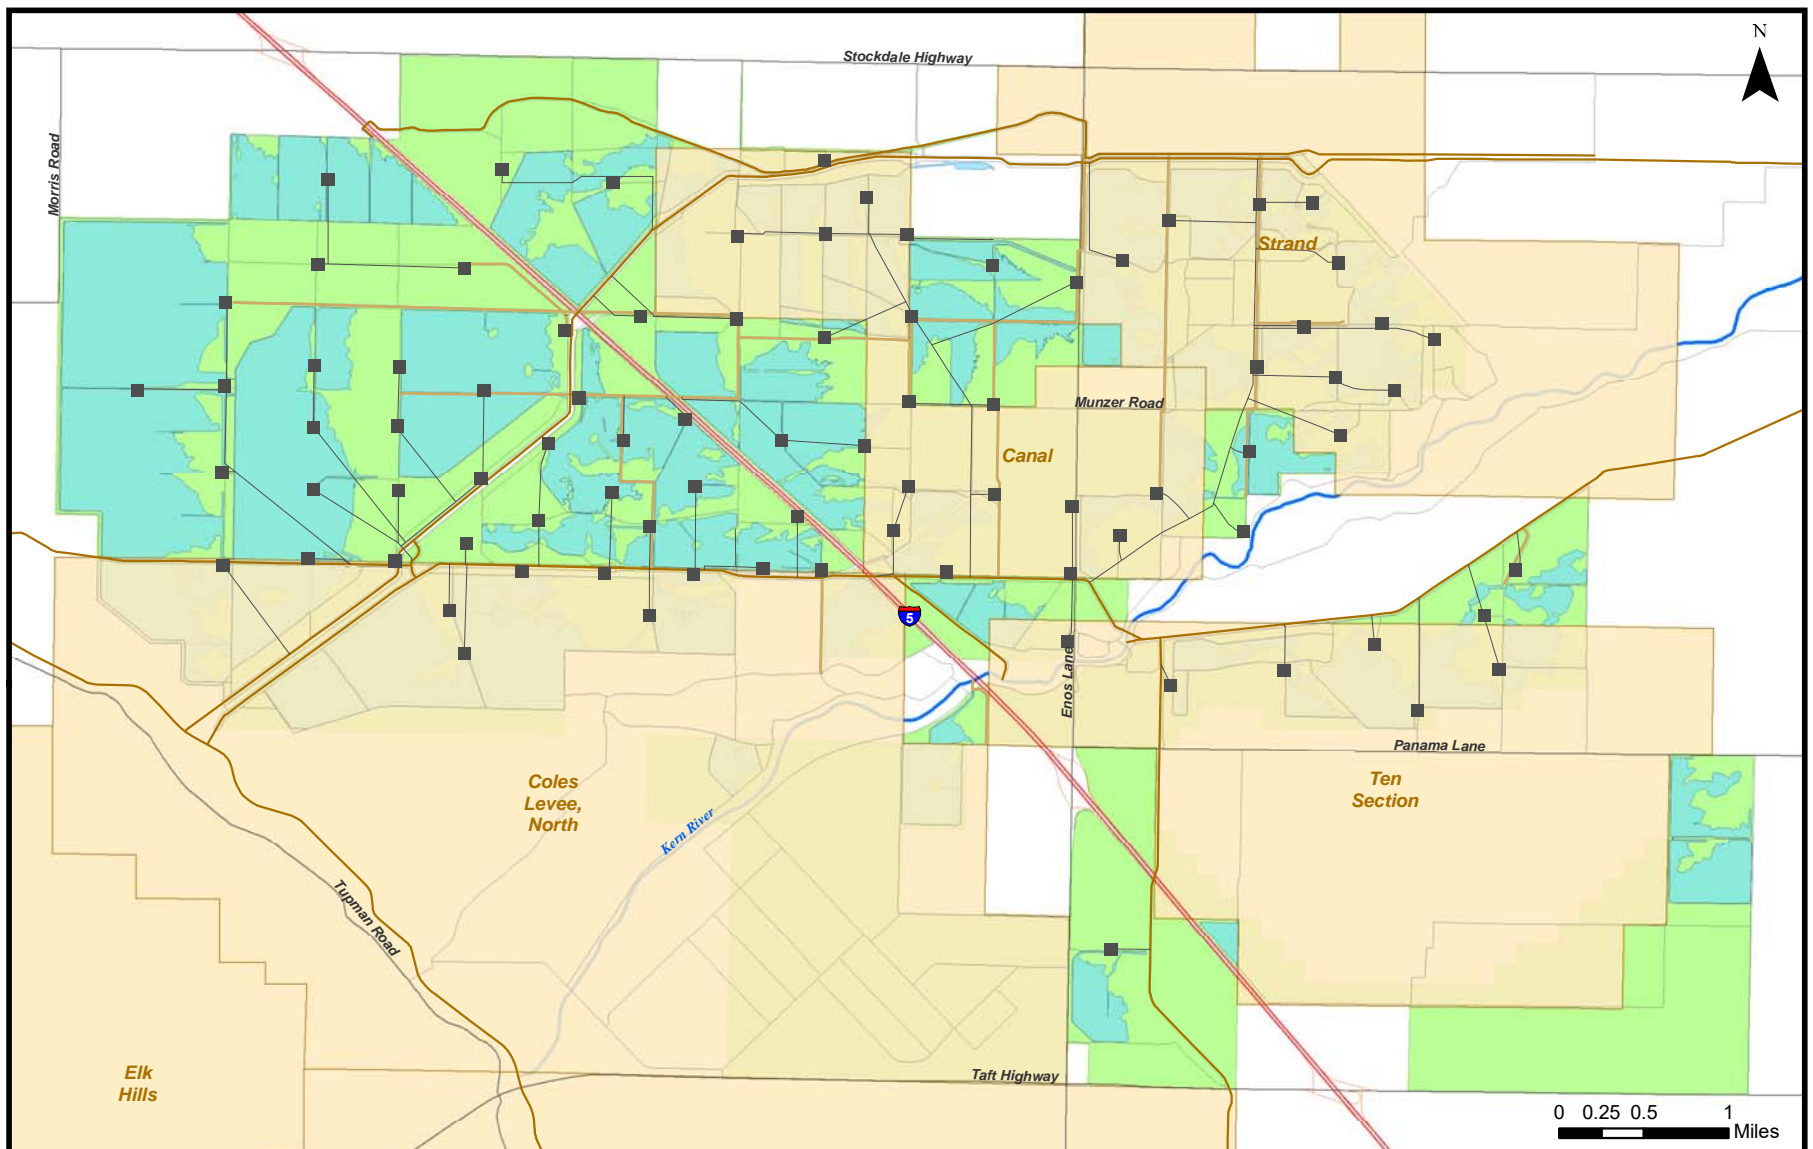 N
Stockdale Highway
Morris Road
Strand
Munzer Road
Canal
5
Enos Lane
Panama Lane
Coles
Levee,
North
Ten
Section
Kern River
Tupman Road
Elk
Hills
Taft Highway
0 0.25 0.5 1
Miles